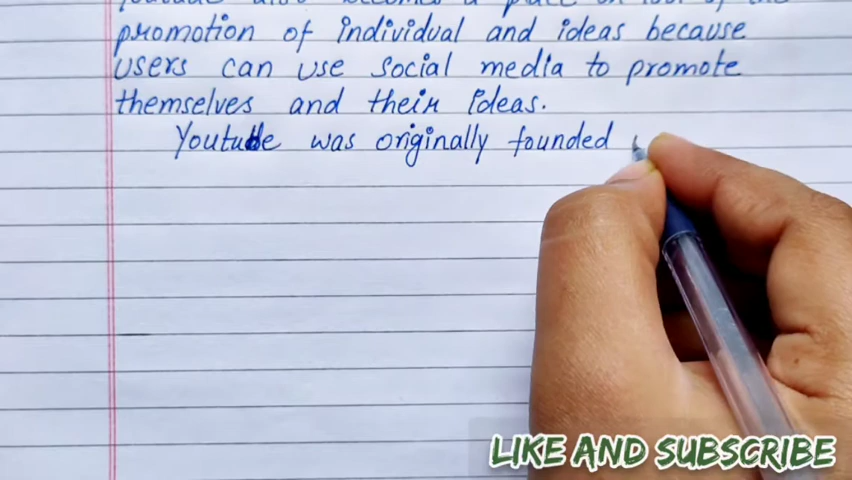 promotion of individual and ideas because
users can use social media to promote
themselves and their ideas.
Youtube was originally founded
LIKE AND SUBSCRIBE